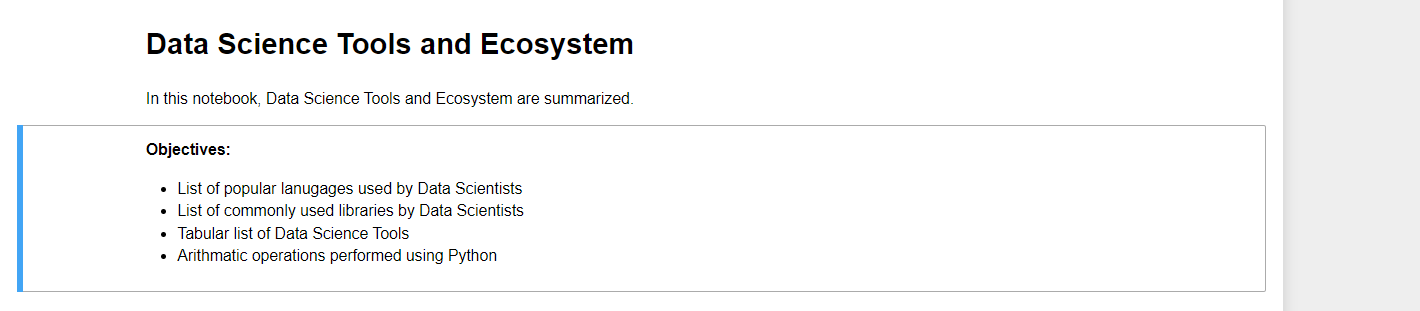 Data Science Tools and Ecosystem
In this notebook, Data Science Tools and Ecosystem are summarized.
Objectives:
• List of popular lanugages used by Data Scientists
• List of commonly used libraries by Data Scientists
• Tabular list of Data Science Tools
• Arithmatic operations performed using Python